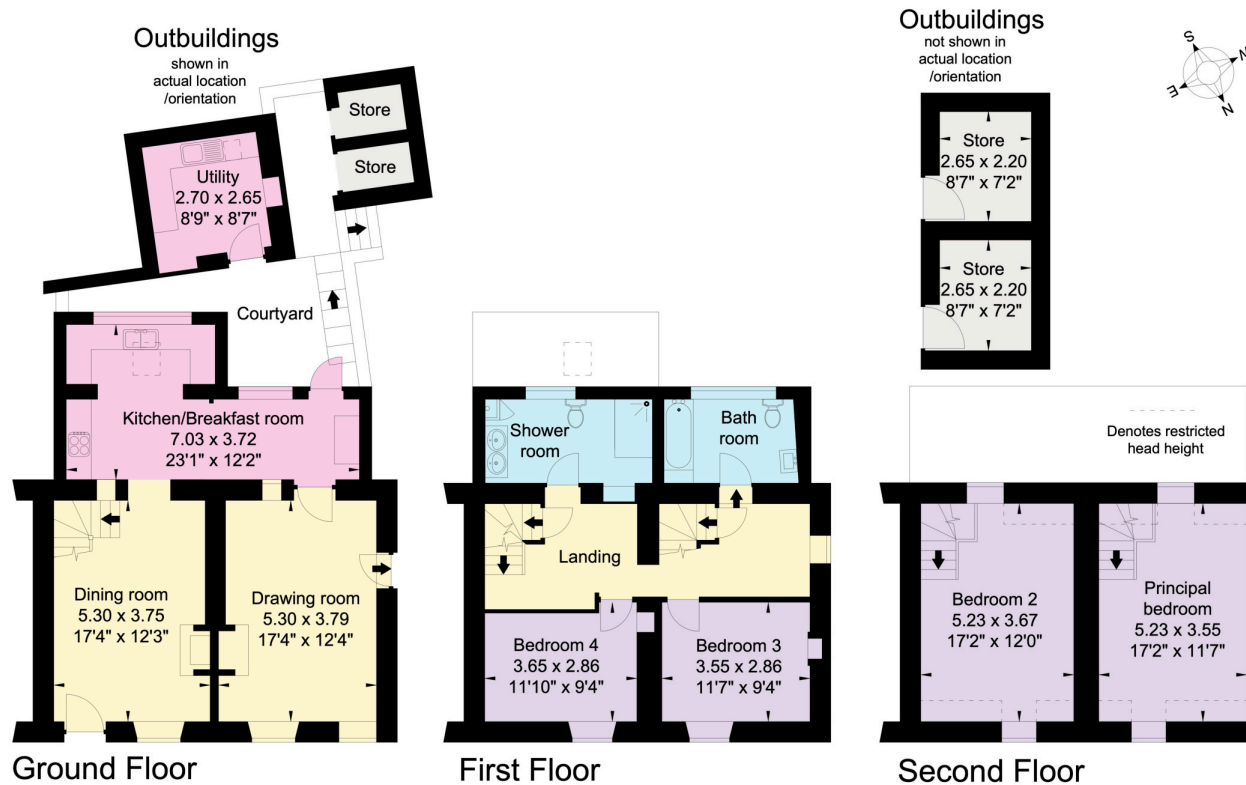 Outbuildings
shown in
actual location
/orientation
Store
Store
Utility
2.70 x 2.65
8'9" x 8'7"
Courtyard
Kitchen/Breakfast room
7.03 x 3.72
23'1" x 12'2"
Dining room
5.30 x 3.75
17'4" x 12'3"
Drawing room
5.30 x 3.79
17'4" x 12'4"
Ground Floor
Shower
room
Bath
room
Landing
Bedroom 4
3.65 x 2.86
11'10" x 9'4"
Bedroom 3
3.55 x 2.86
11'7" x 9'4"
First Floor
Outbuildings
not shown in
actual location
/orientation
S
W
E
N
Store
2.65 x 2.20
8'7" x 7'2"
Store
2.65 x 2.20
8'7" x 7'2"
Denotes restricted
head height
Bedroom 2
5.23 x 3.67
17'2" x 12'0"
Principal
bedroom
5.23 x 3.55
17'2" x 11'7"
Second Floor